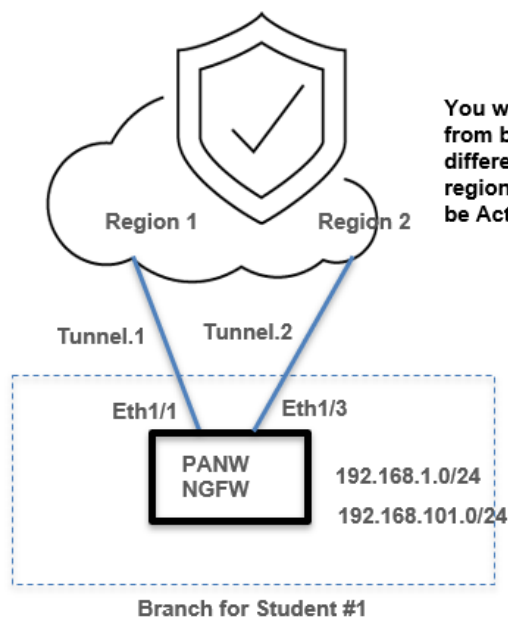 You w
from b
differe
region
be Act
Region 1
Region 2
Tunnel.1
Tunnel.2
Eth1/1
Eth1/3
PANW
NGFW
192.168.1.0/24
192.168.101.0/24
Branch for Student #1